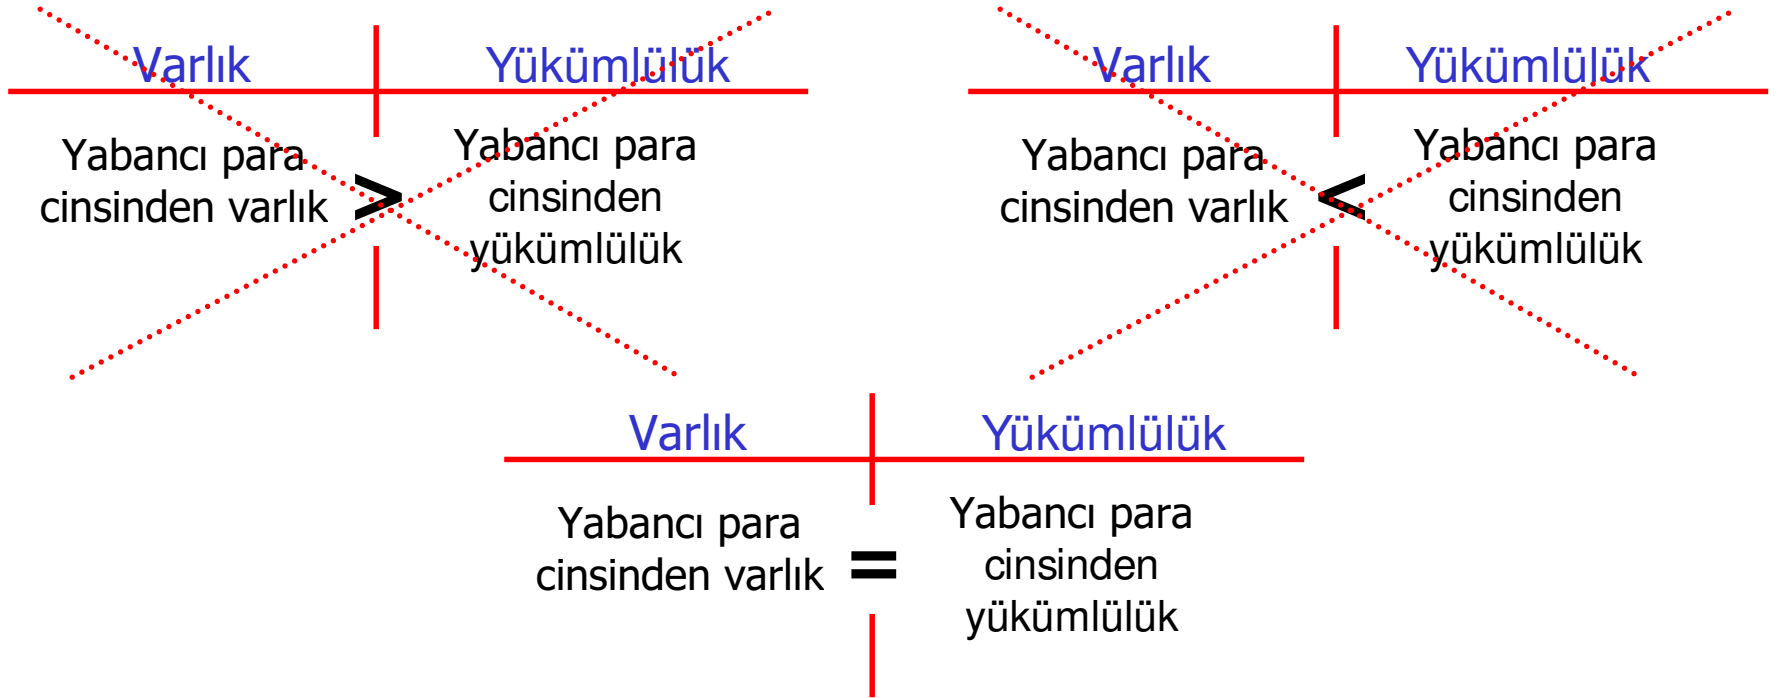 Varlık
Yükümlülük
Yabancı para
cinsinden varlık
>
Yabancı para
cinsinden
yükümlülük
Varlık
Yükümlülük
Yabancı para
cinsinden varlık
<
Yabancı para
cinsinden
yükümlülük
Varlık
Yükümlülük
Yabancı para
cinsinden varlık
=
Yabancı para
cinsinden
yükümlülük